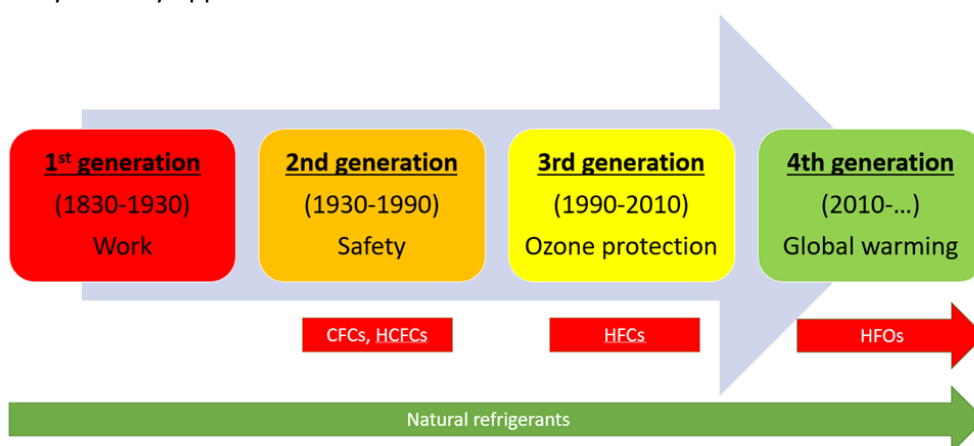 1st generation
(1830-1930)
Work
2nd generation
(1930-1990)
Safety
3rd generation
(1990-2010)
Ozone protection
4th generation
(2010-...)
Global warming
CFCs, HCFCs
HFCs
HFOs
Natural refrigerants